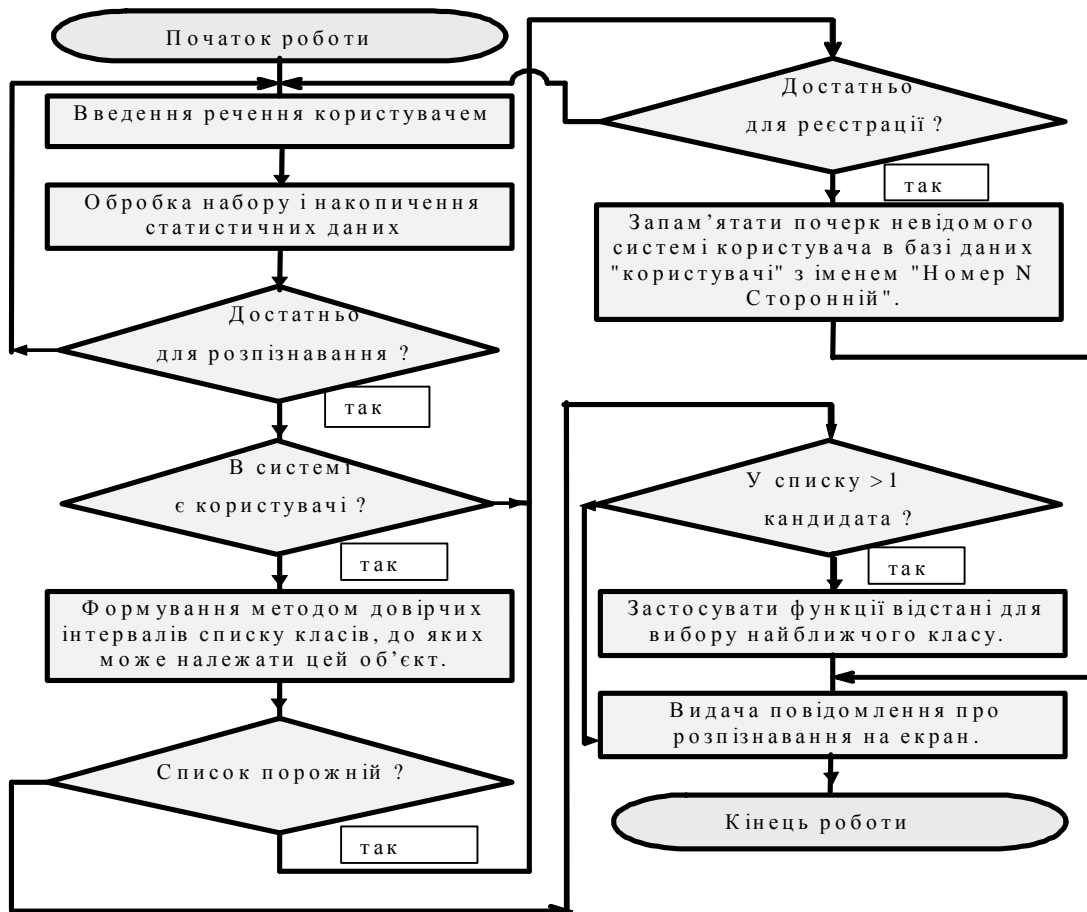 Початок роботи
Введення речення користувачем
Обробка набору і накопичення
статистичних даних
Достатньо
для розпізнавання ?
так
В системі
є користувачі ?
так
Формування методом довірчих
інтервалів списку класів, до яких
може належати цей об’єкт.
Список порожній ?
так
Достатньо
для реєстрації ?
так
Запам’ятати почерк невідомого
системі користувача в базі даних
"користувачі" з іменем "Номер N
Сторонній".
У списку >1
кандидата ?
так
Застосувати функції відстані для
вибору найближчого класу.
Видача повідомлення про
розпізнавання на екран.
Кінець роботи